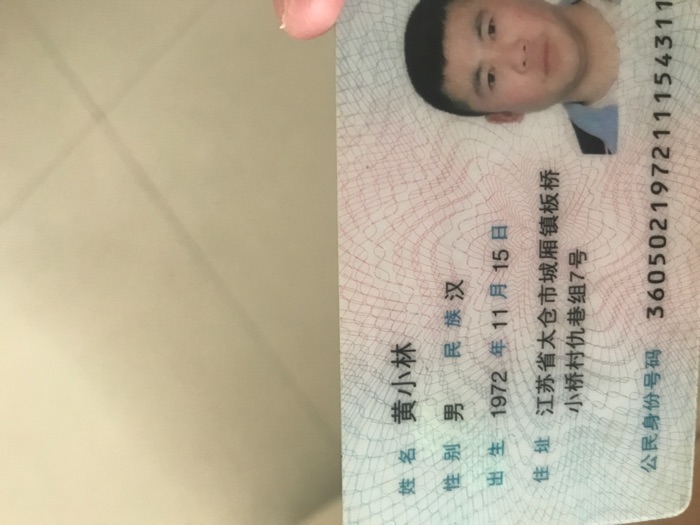 姓名 黄小林
性别 男 民族 汉
出生 1972 年 11 月 15 日
住址 江苏省太仓市城厢镇板桥
小桥村仇巷组7号
公民身份号码 36050219721115431